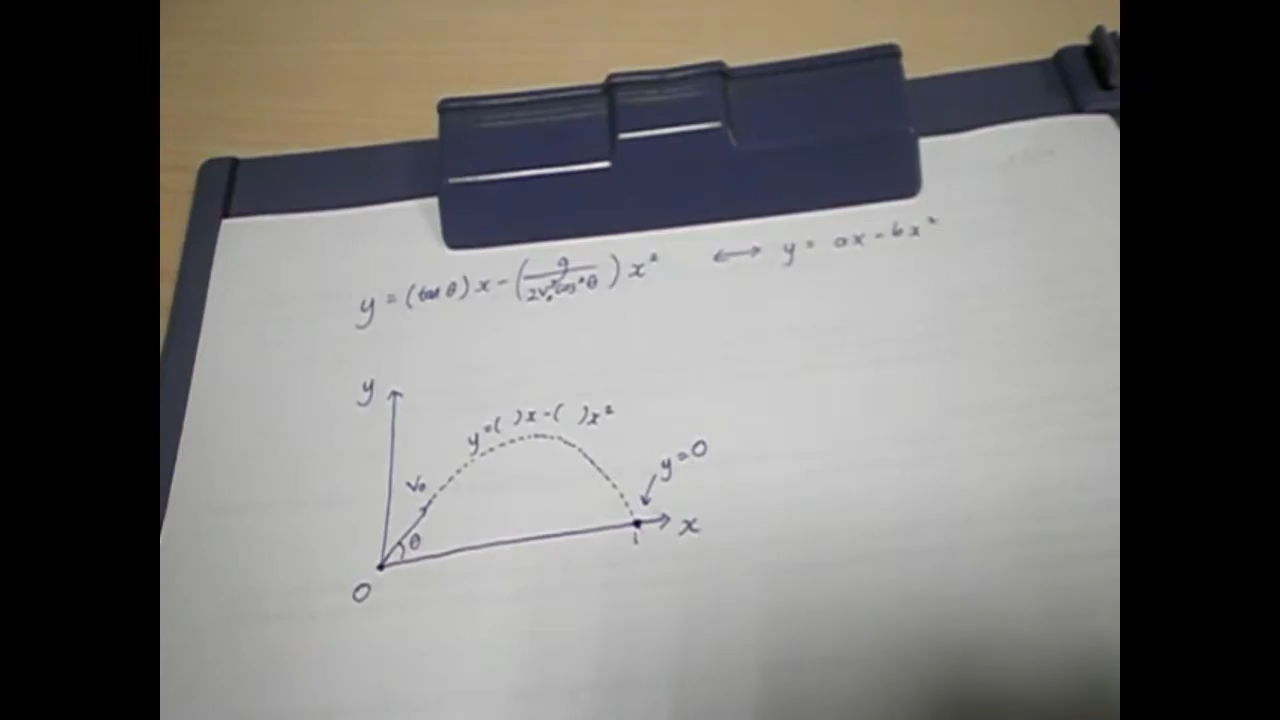 y = (tan θ) x - (g / 2v₀²cos²θ) x² ⟷ y = ax - bx²
y
y = ( )x - ( )x²
y = 0
v₀
θ
x
O